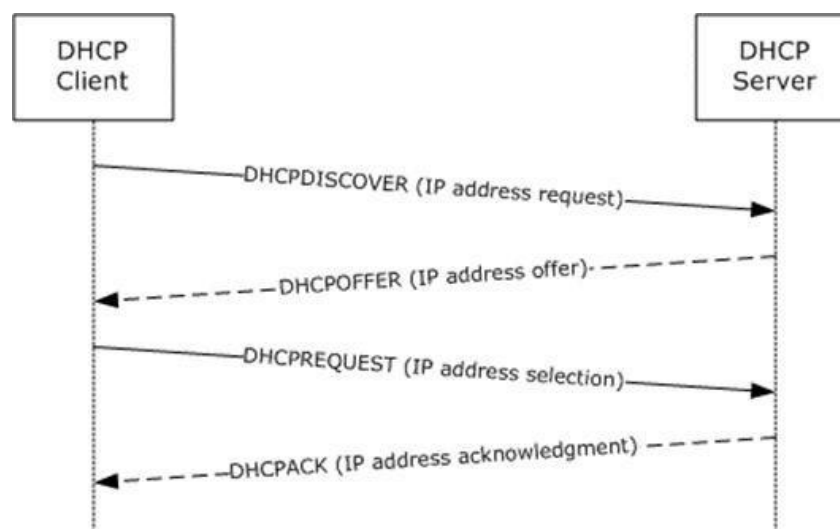 DHCP
Client
DHCP
Server
DHCPDISCOVER (IP address request)
DHCPOFFER (IP address offer)
DHCPREQUEST (IP address selection)
DHCPACK (IP address acknowledgment)